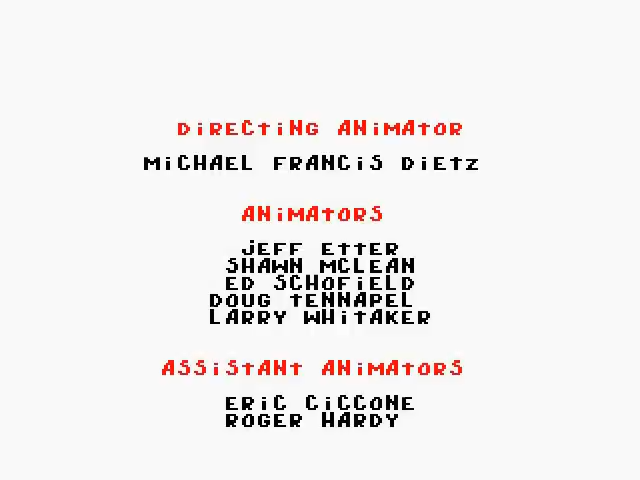 DiRECtiNG ANiMAtOR
MiCHAEL FRANCiS DiEtz
ANiMAtORS
jEFF EttER
SHAWN MCLEAN
ED SCHOFiELD
DOUG tENNAPEL
LARRY WHitAKER
ASSiStANt ANiMAtORS
ERiC CiCCONE
ROGER HARDY